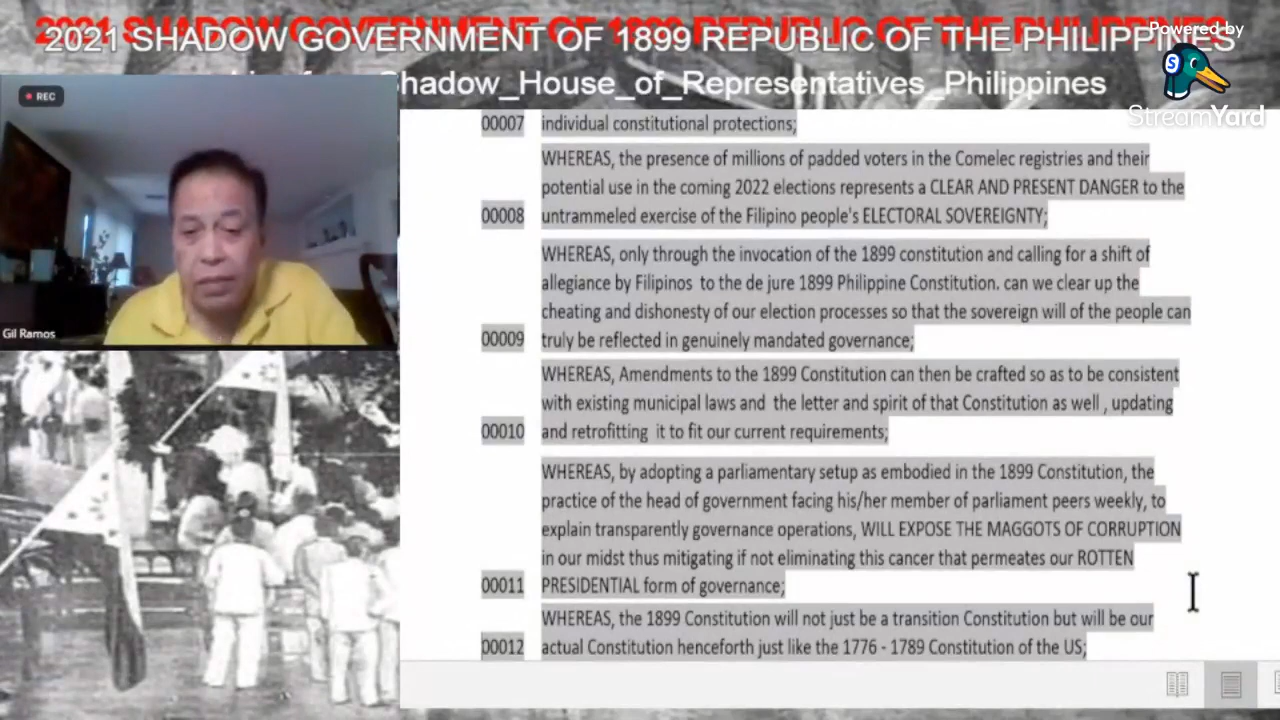 2021 SHADOW GOVERNMENT OF 1899 REPUBLIC OF THE PHILIPPINES
Shadow_House_of_Representatives_Philippines
Powered by
S
StreamYard
REC
Gil Ramos
00007 individual constitutional protections;
WHEREAS, the presence of millions of padded voters in the Comelec registries and their
potential use in the coming 2022 elections represents a CLEAR AND PRESENT DANGER to the
00008 untrammeled exercise of the Filipino people's ELECTORAL SOVEREIGNTY;
WHEREAS, only through the invocation of the 1899 constitution and calling for a shift of
allegiance by Filipinos to the de jure 1899 Philippine Constitution. can we clear up the
cheating and dishonesty of our election processes so that the sovereign will of the people can
00009 truly be reflected in genuinely mandated governance;
WHEREAS, Amendments to the 1899 Constitution can then be crafted so as to be consistent
with existing municipal laws and the letter and spirit of that Constitution as well , updating
00010 and retrofitting it to fit our current requirements;
WHEREAS, by adopting a parliamentary setup as embodied in the 1899 Constitution, the
practice of the head of government facing his/her member of parliament peers weekly, to
explain transparently governance operations, WILL EXPOSE THE MAGGOTS OF CORRUPTION
in our midst thus mitigating if not eliminating this cancer that permeates our ROTTEN
00011 PRESIDENTIAL form of governance;
WHEREAS, the 1899 Constitution will not just be a transition Constitution but will be our
00012 actual Constitution henceforth just like the 1776 - 1789 Constitution of the US;